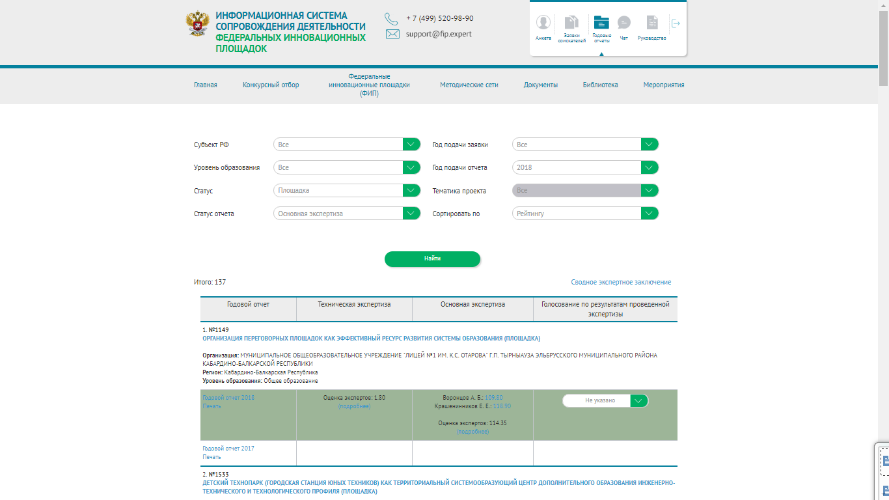 ИНФОРМАЦИОННАЯ СИСТЕМА
СОПРОВОЖДЕНИЯ ДЕЯТЕЛЬНОСТИ
ФЕДЕРАЛЬНЫХ ИННОВАЦИОННЫХ
ПЛОЩАДОК
+ 7 (499) 520-98-90
support@fip.expert
Анкета
Заявки соискателей
Годовые отчеты
Чат
Руководство
Главная
Конкурсный отбор
Федеральные инновационные площадки (ФИП)
Методические сети
Документы
Библиотека
Мероприятия
Субъект РФ Все Год подачи заявки Все
Уровень образования Все Год подачи отчета 2018
Статус Площадка Тематика проекта Все
Статус отчета Основная экспертиза Сортировать по Рейтингу
Найти
Итого: 137 Сводное экспертное заключение
Годовой отчет Техническая экспертиза Основная экспертиза Голосование по результатам проведенной экспертизы
1. №1149
ОРГАНИЗАЦИЯ ПЕРЕГОВОРНЫХ ПЛОЩАДОК КАК ЭФФЕКТИВНЫЙ РЕСУРС РАЗВИТИЯ СИСТЕМЫ ОБРАЗОВАНИЯ (ПЛОЩАДКА)
Организация: МУНИЦИПАЛЬНОЕ ОБЩЕОБРАЗОВАТЕЛЬНОЕ УЧРЕЖДЕНИЕ "ЛИЦЕЙ №1 ИМ. К.С. ОТАРОВА" Г.П. ТЫРНЫАУЗА ЭЛЬБРУССКОГО МУНИЦИПАЛЬНОГО РАЙОНА
КАБАРДИНО-БАЛКАРСКОЙ РЕСПУБЛИКИ
Регион: Кабардино-Балкарская Республика
Уровень образования: Общее образование
Годовой отчет 2018
Печать
Оценка экспертов: 1.50
(подробнее)
Воронцов А. Б.:
Крашенинников Е. Е.:
Оценка экспертов: 114.35
(подробнее)
Не указано
Годовой отчет 2017
Печать
2. №1533
ДЕТСКИЙ ТЕХНОПАРК (ГОРОДСКАЯ СТАНЦИЯ ЮНЫХ ТЕХНИКОВ) КАК ТЕРРИТОРИАЛЬНЫЙ СИСТЕМООБРАЗУЮЩИЙ ЦЕНТР ДОПОЛНИТЕЛЬНОГО ОБРАЗОВАНИЯ ИНЖЕНЕРНО-
ТЕХНИЧЕСКОГО И ТЕХНОЛОГИЧЕСКОГО ПРОФИЛЯ (ПЛОЩАДКА)